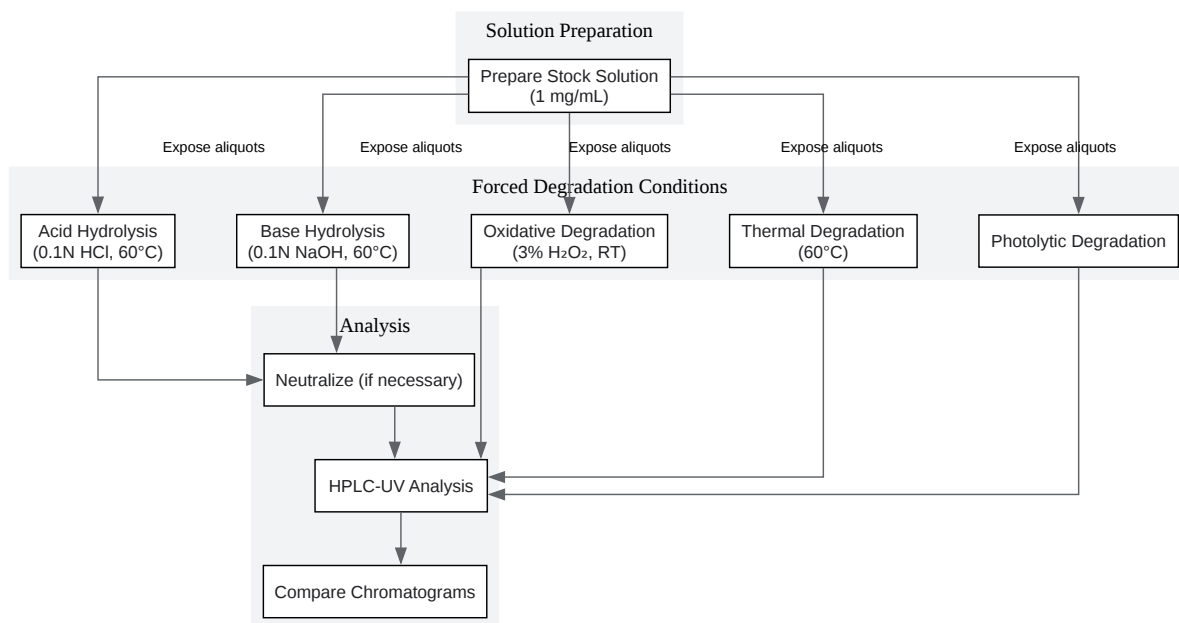 Solution Preparation
Prepare Stock Solution
(1 mg/mL)
Expose aliquots
Expose aliquots
Expose aliquots
Expose aliquots
Expose aliquots
Forced Degradation Conditions
Acid Hydrolysis
(0.1N HCl, 60°C)
Base Hydrolysis
(0.1N NaOH, 60°C)
Oxidative Degradation
(3% H₂O₂, RT)
Thermal Degradation
(60°C)
Photolytic Degradation
Analysis
Neutralize (if necessary)
HPLC-UV Analysis
Compare Chromatograms